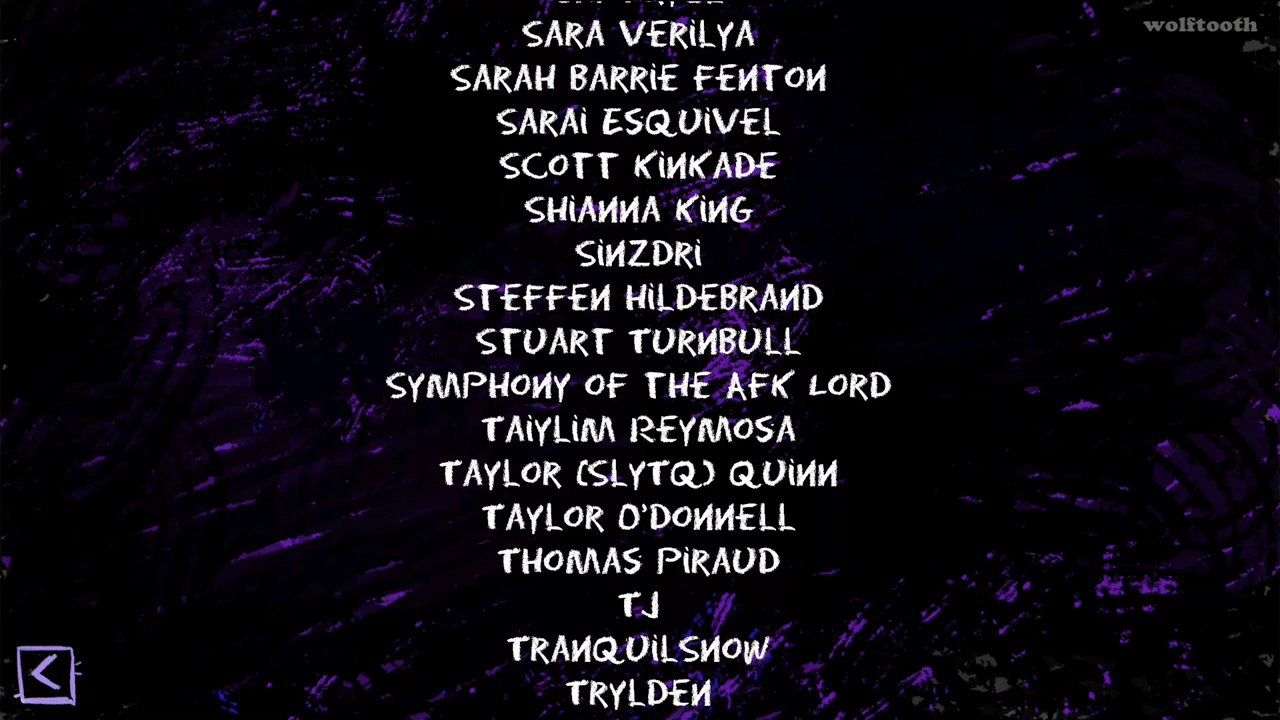 wolftooth
SARA VERILYA
SARAH BARRIE FENTON
SARAI ESQUIVEL
SCOTT KINKADE
SHIANNA KING
SINZDRI
STEFFEN HILDEBRAND
STUART TURNBULL
SYMPHONY OF THE AFK LORD
TAIYLIM REYMOSA
TAYLOR (SLYTQ) QUINN
TAYLOR O'DONNELL
THOMAS PIRAUD
TJ
TRANQUILSNOW
TRYLDEN